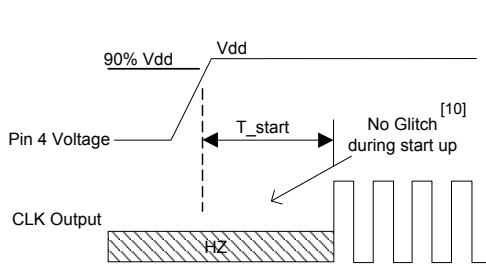 90% Vdd
Vdd
Pin 4 Voltage
T_start
No Glitch [10]
during start up
CLK Output
HZ